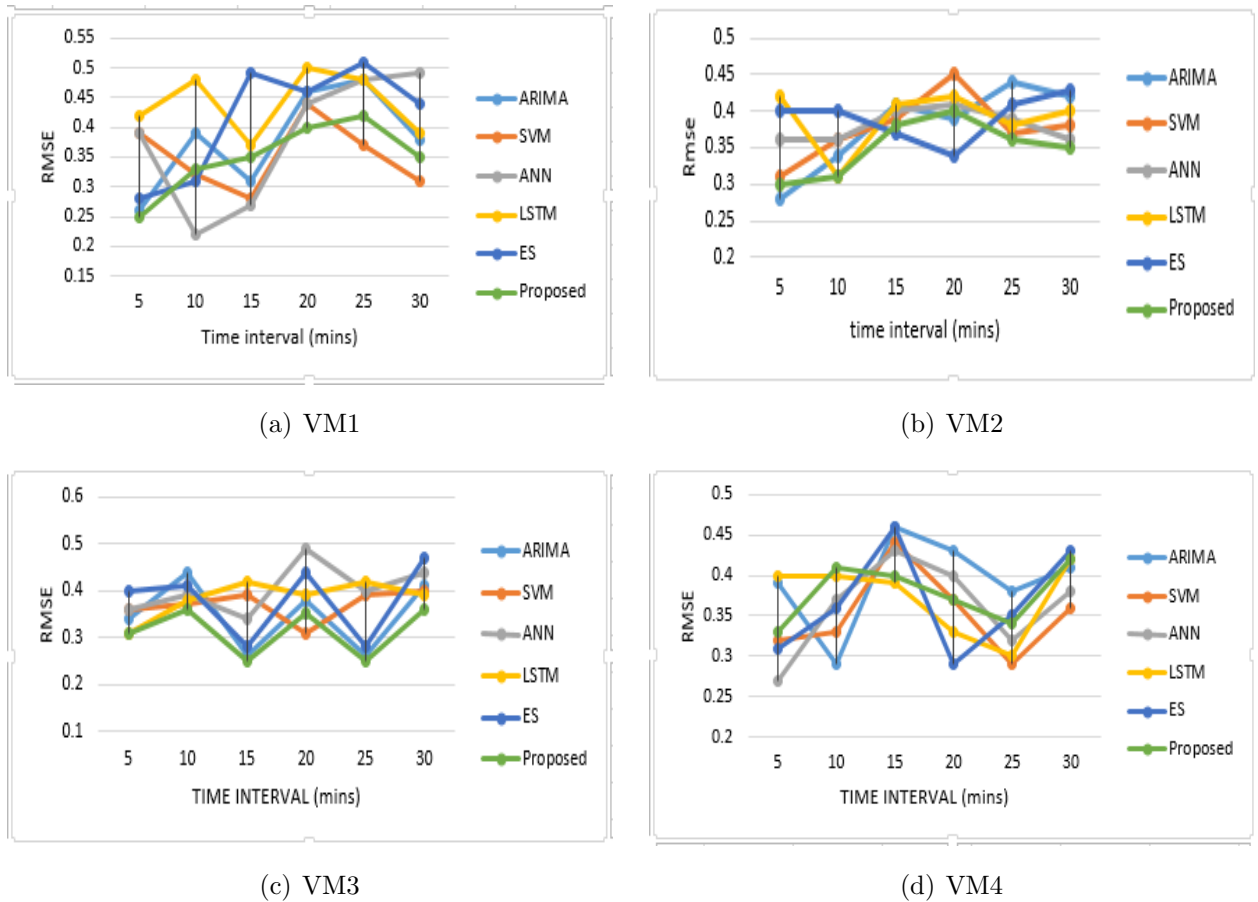 0.55
0.5
0.45
0.4
0.35
0.3
0.25
0.2
0.15
RMSE
5 10 15 20 25 30
Time interval (mins)
ARIMA
SVM
ANN
LSTM
ES
Proposed
(a) VM1
0.5
0.45
0.4
0.35
0.3
0.25
0.2
Rmse
5 10 15 20 25 30
time interval (mins)
ARIMA
SVM
ANN
LSTM
ES
Proposed
(b) VM2
0.6
0.5
0.4
0.3
0.2
0.1
RMSE
5 10 15 20 25 30
TIME INTERVAL (mins)
ARIMA
SVM
ANN
LSTM
ES
Proposed
(c) VM3
0.5
0.45
0.4
0.35
0.3
0.25
0.2
RMSE
5 10 15 20 25 30
TIME INTERVAL (mins)
ARIMA
SVM
ANN
LSTM
ES
Proposed
(d) VM4